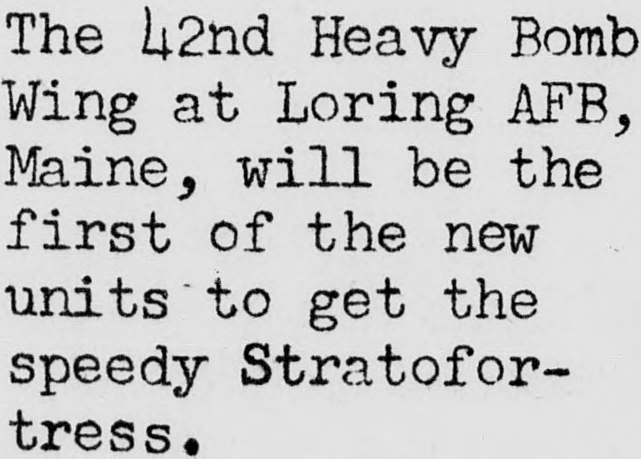 The 42nd Heavy Bomb
Wing at Loring AFB,
Maine, will be the
first of the new
units to get the
speedy Stratofor-
tress.